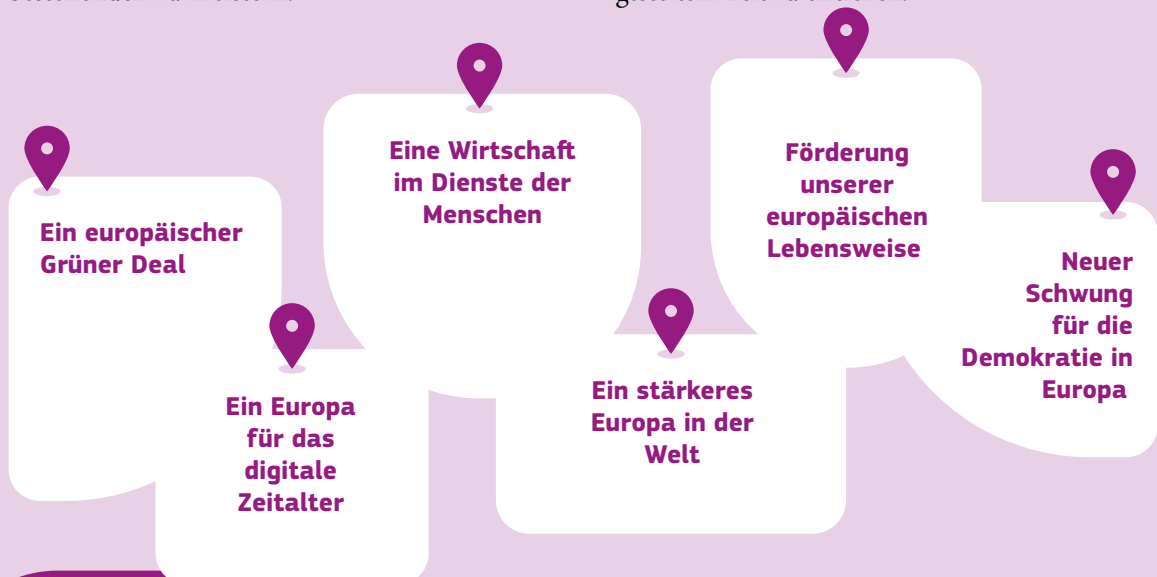 Ein europäischer
Grüner Deal
Ein Europa
für das
digitale
Zeitalter
Eine Wirtschaft
im Dienste der
Menschen
Ein stärkeres
Europa in der
Welt
Förderung
unserer
europäischen
Lebensweise
Neuer
Schwung
für die
Demokratie in
Europa